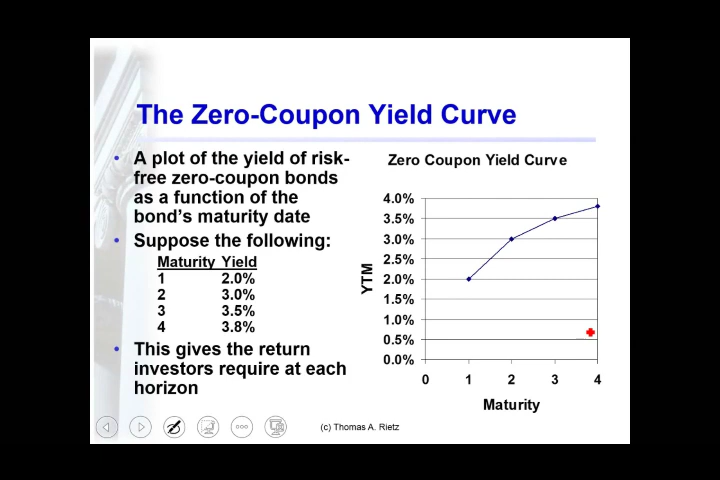 The Zero-Coupon Yield Curve
• A plot of the yield of risk-
free zero-coupon bonds
as a function of the
bond's maturity date
• Suppose the following:
Maturity Yield
1 2.0%
2 3.0%
3 3.5%
4 3.8%
• This gives the return
investors require at each
horizon
Zero Coupon Yield Curve
YTM
4.0%
3.5%
3.0%
2.5%
2.0%
1.5%
1.0%
0.5%
0.0%
0 1 2 3 4
Maturity
(c) Thomas A. Rietz